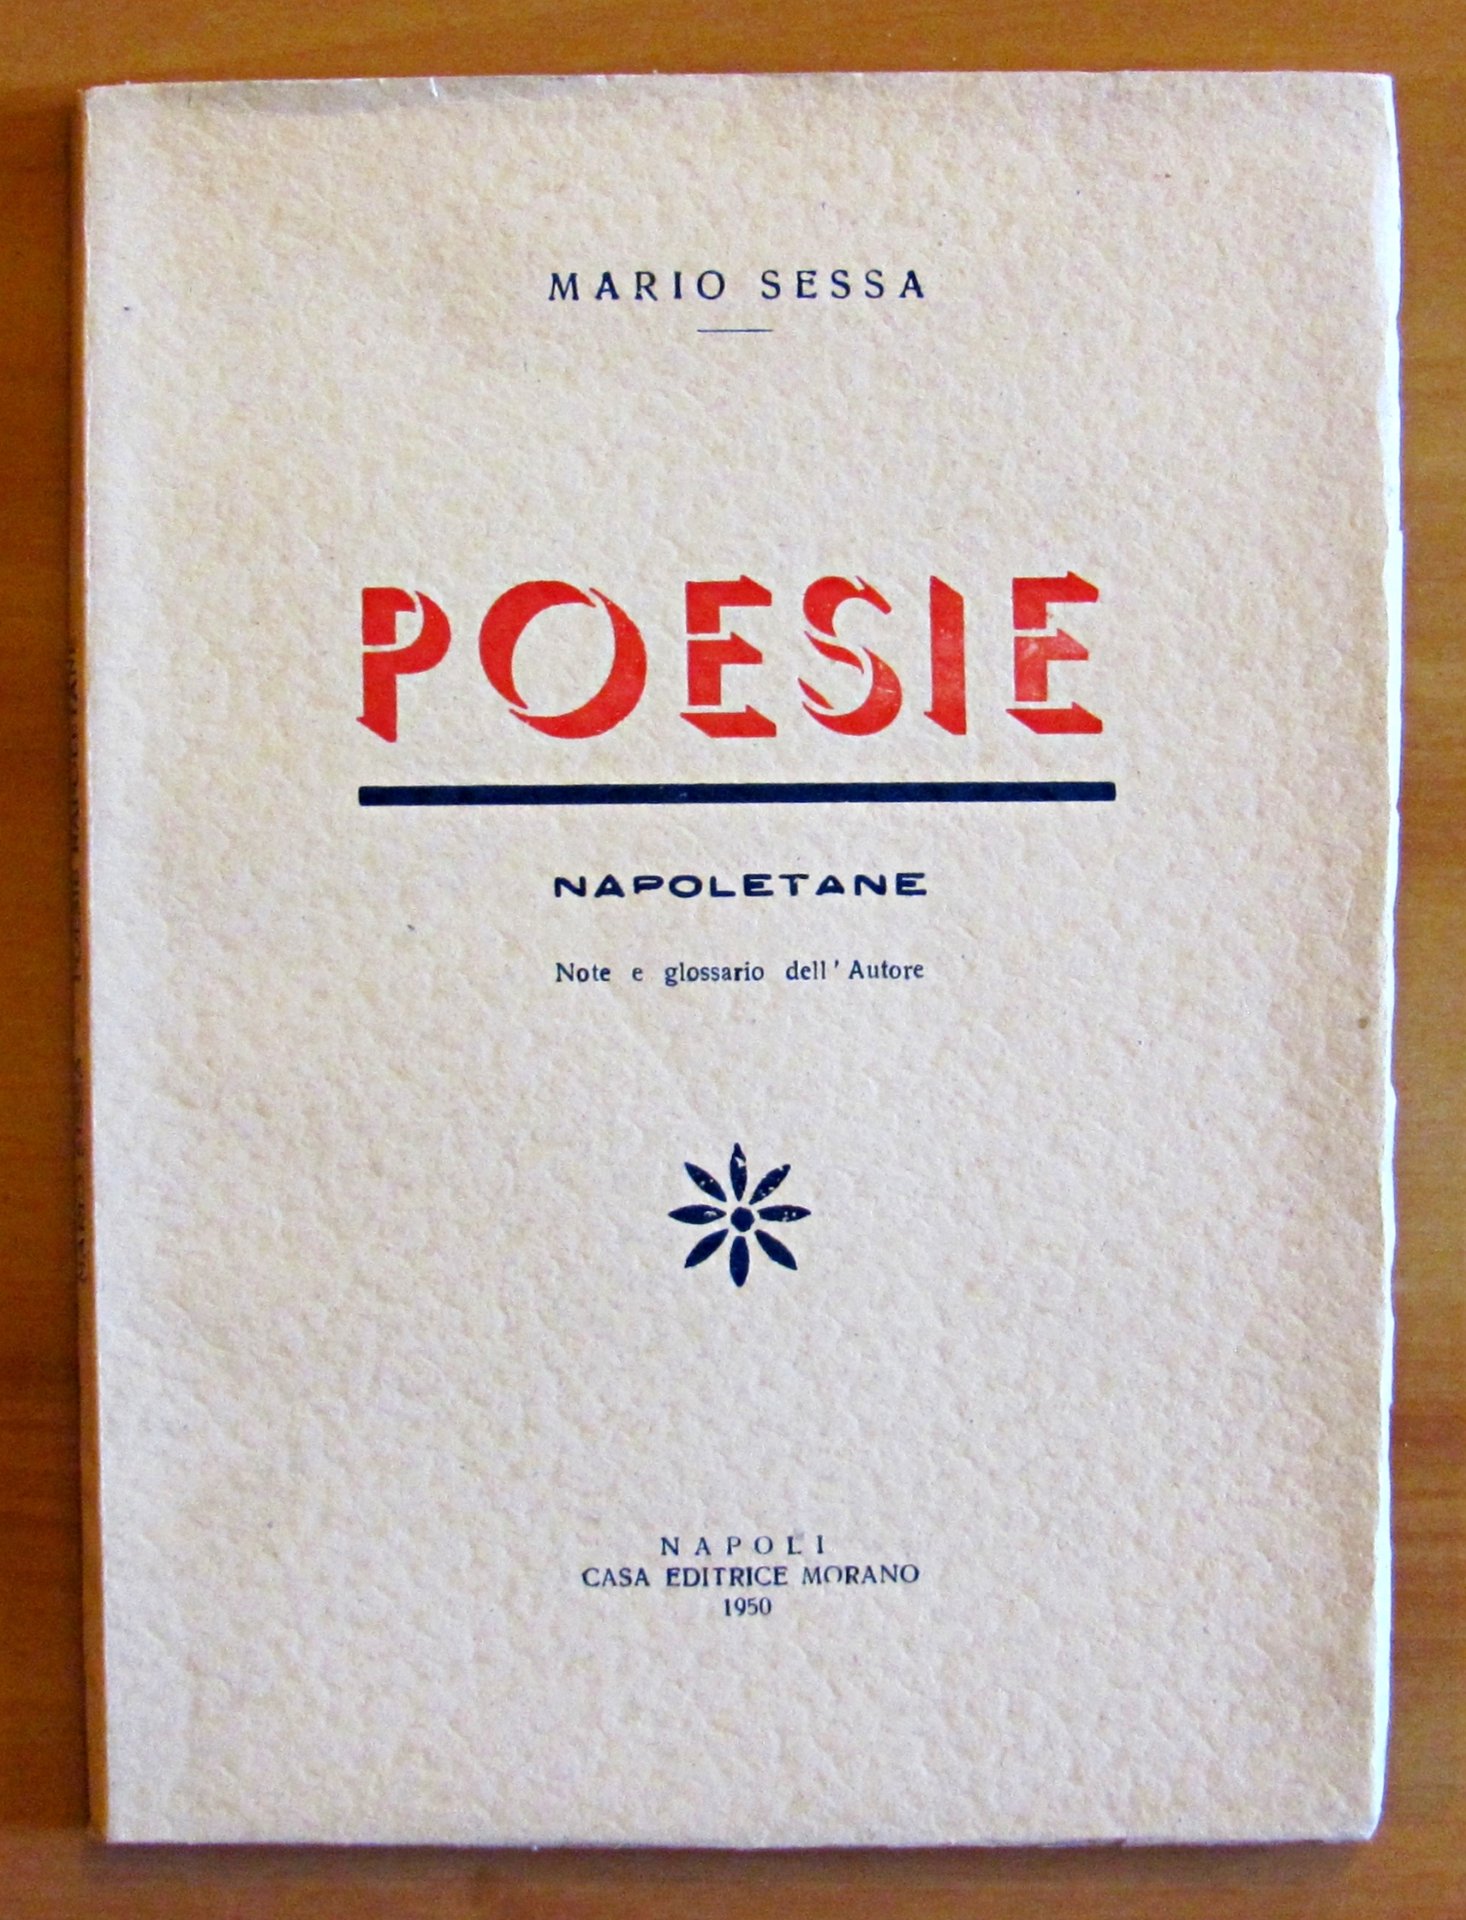 MARIO SESSA
POESIE
NAPOLETANE
Note e glossario dell' Autore
NAPOLI
CASA EDITRICE MORANO
1950